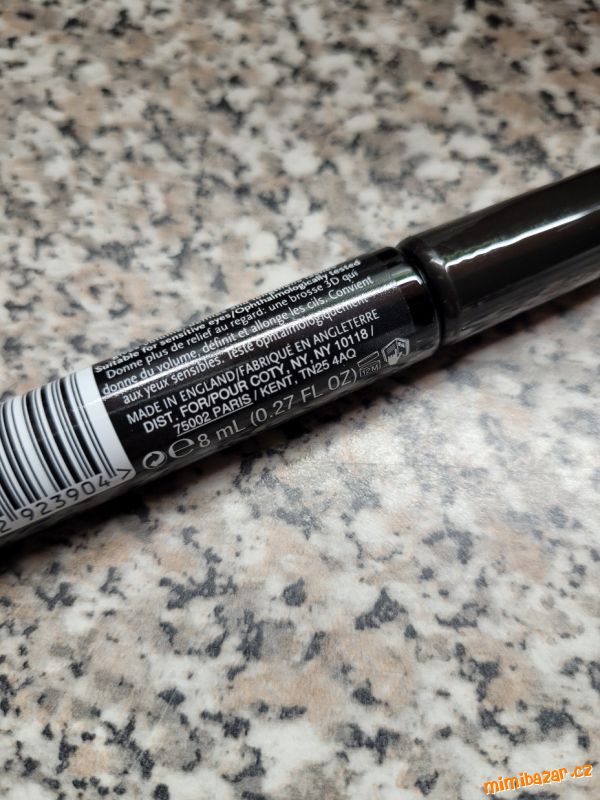 Suitable for sensitive eyes/Ophthalmologically tested
Donne plus de relief au regard: une brosse 3D qui
donne du volume, définit et allonge les cils. Convient
aux yeux sensibles. Testé ophtalmologiquement
MADE IN ENGLAND/FABRIQUÉ EN ANGLETERRE
DIST. FOR/POUR COTY, NY, NY 10118 /
75002 PARIS / KENT, TN25 4AQ
℮ 8 mL (0.27 FL OZ) 12M
2 923904 >
mimibazar.cz